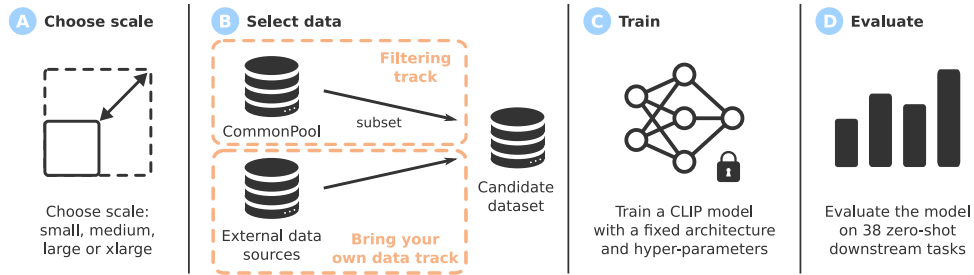 A Choose scale
Choose scale:
small, medium,
large or xlarge
B Select data
Filtering
track
CommonPool
subset
External data
sources
Bring your
own data track
Candidate
dataset
C Train
Train a CLIP model
with a fixed architecture
and hyper-parameters
D Evaluate
Evaluate the model
on 38 zero-shot
downstream tasks